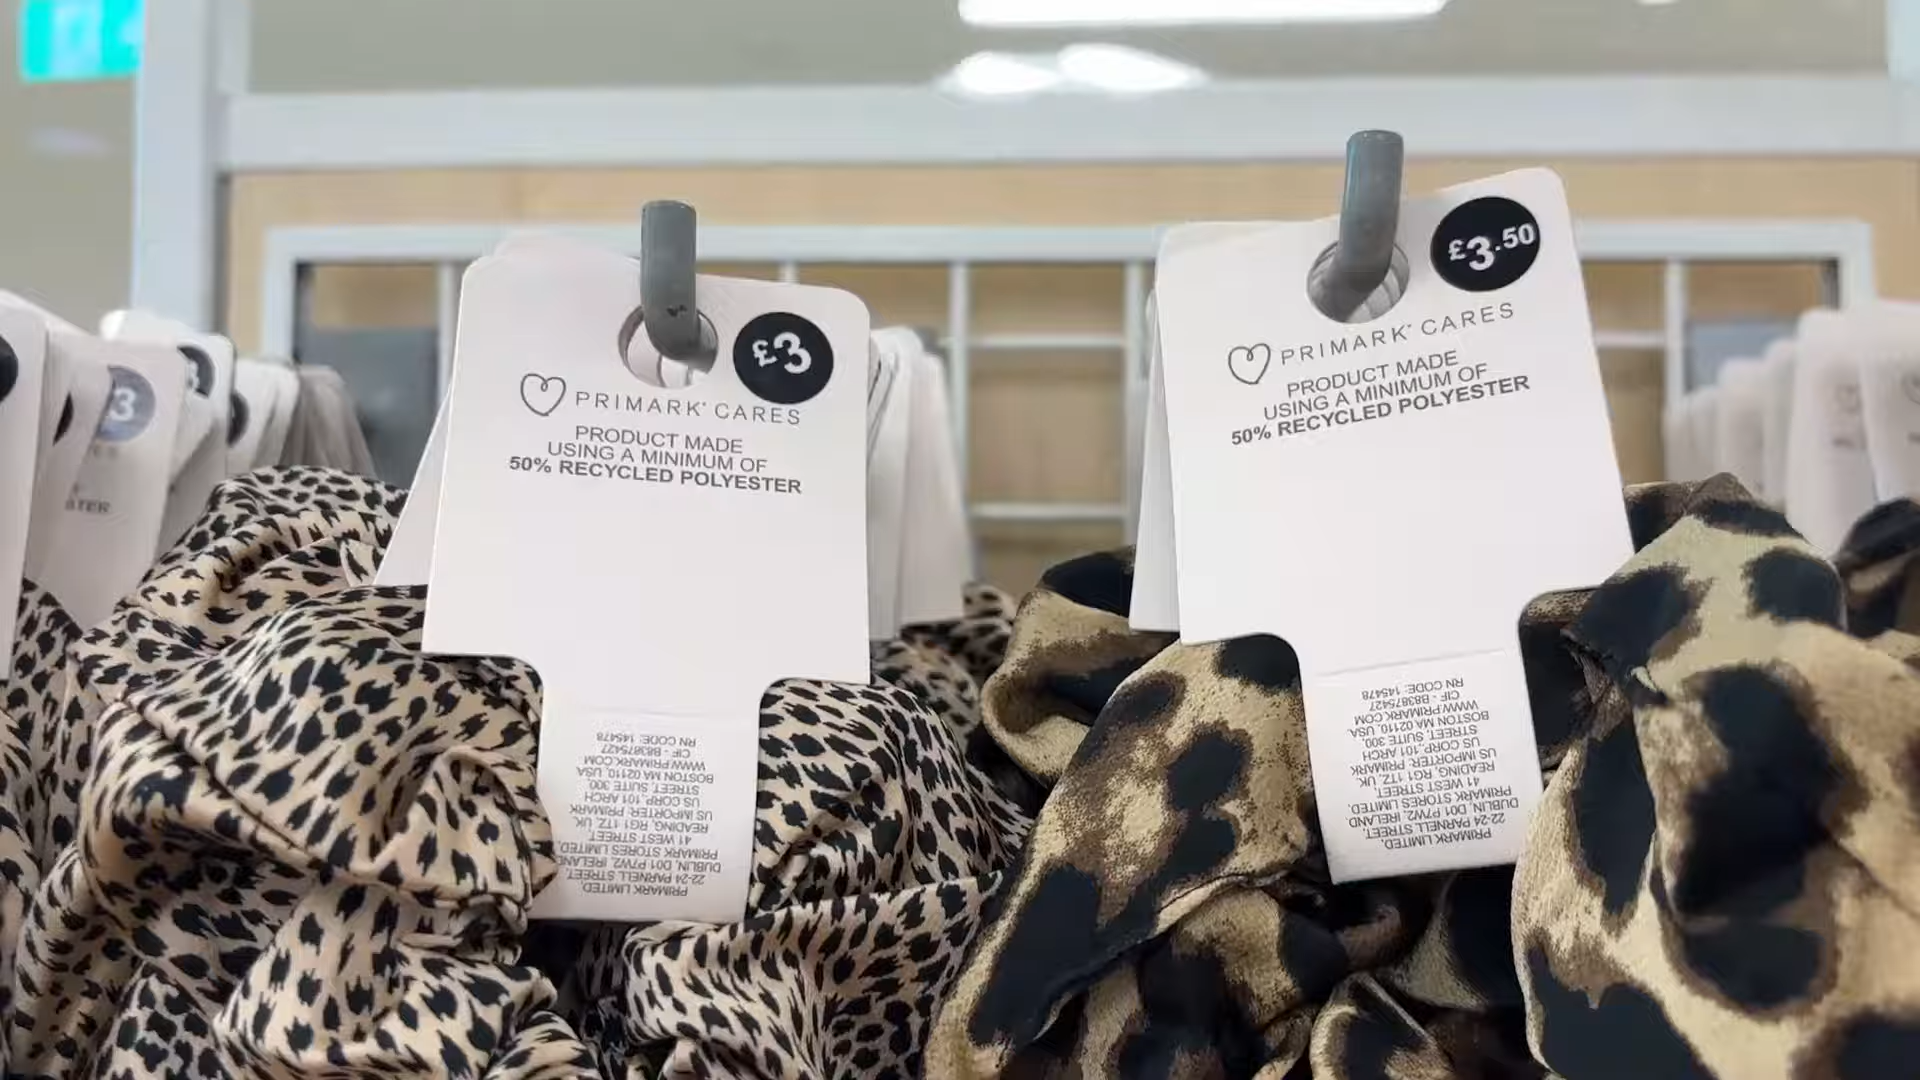 £3
PRIMARK CARES
PRODUCT MADE
USING A MINIMUM OF
50% RECYCLED POLYESTER
PRIMARK LIMITED,
22-24 PARNELL STREET,
DUBLIN, D01 P7W2, IRELAND
PRIMARK STORES LIMITED,
41 WEST STREET,
READING, RG1 1TZ, UK
US IMPORTER: PRIMARK
US CORP, 101 ARCH
STREET, SUITE 300,
BOSTON MA 02110, USA
WWW.PRIMARK.COM
CIF - B83875427
RN CODE: 145478
£3.50
PRIMARK CARES
PRODUCT MADE
USING A MINIMUM OF
50% RECYCLED POLYESTER
PRIMARK LIMITED,
22-24 PARNELL STREET,
DUBLIN, D01 P7W2, IRELAND.
PRIMARK STORES LIMITED,
41 WEST STREET,
READING, RG1 1TZ, UK
US IMPORTER: PRIMARK
US CORP, 101 ARCH
STREET, SUITE 300,
BOSTON MA 02110, USA
WWW.PRIMARK.COM
CIF - B83875427
RN CODE: 145478
3